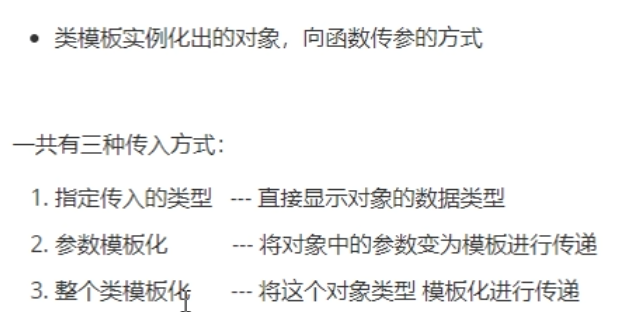 • 类模板实例化出的对象，向函数传参的方式
一共有三种传入方式：
1. 指定传入的类型 --- 直接显示对象的数据类型
2. 参数模板化 --- 将对象中的参数变为模板进行传递
3. 整个类模板化 --- 将这个对象类型 模板化进行传递